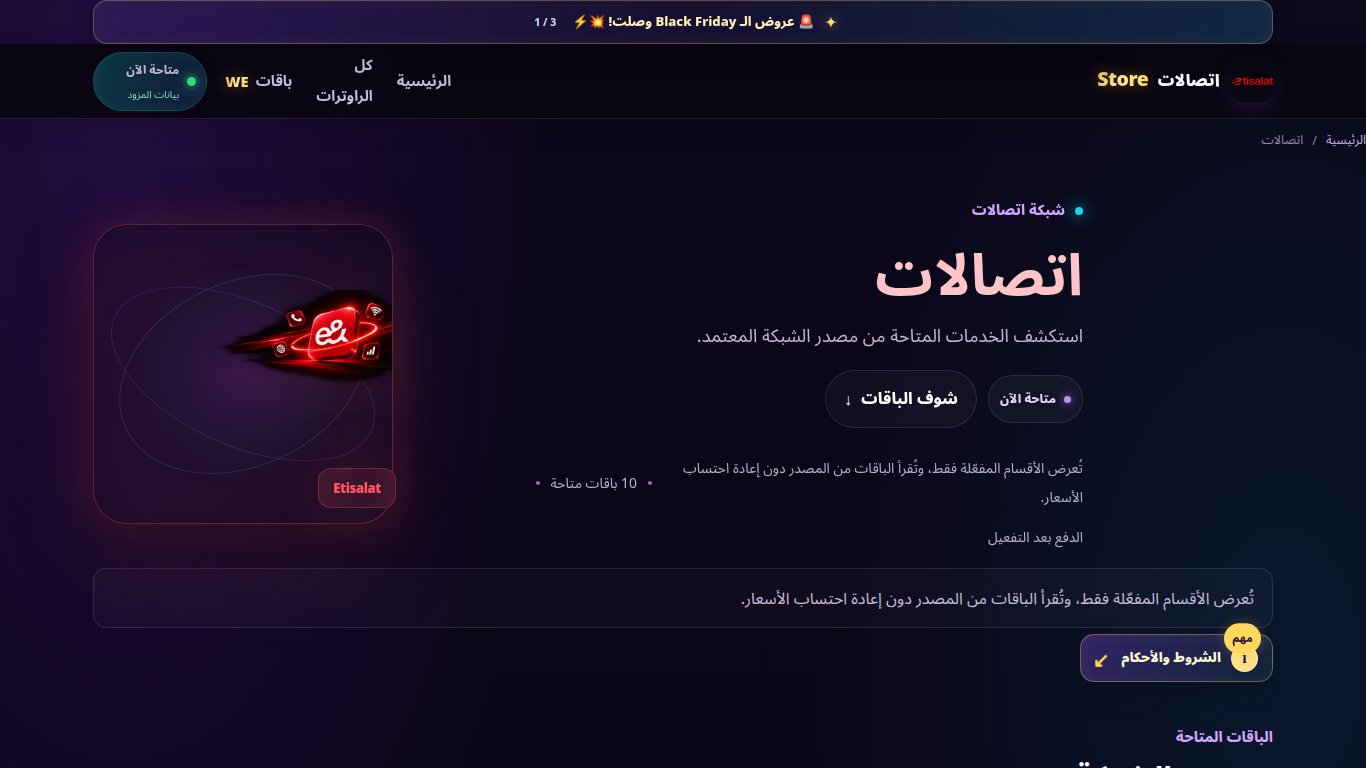 ✦ 🚨 عروض الـ Black Friday وصلت! 💥⚡ 1 / 3
etisalat اتصالات Store
الرئيسية
كل الراوترات
باقات WE
متاحة الآن
بيانات المزود
الرئيسية / اتصالات
شبكة اتصالات
اتصالات
استكشف الخدمات المتاحة من مصدر الشبكة المعتمد.
متاحة الآن
شوف الباقات ↓
تُعرض الأقسام المفعّلة فقط، وتُقرأ الباقات من المصدر دون إعادة احتساب
الأسعار.
• 10 باقات متاحة •
الدفع بعد التفعيل
e&
Etisalat
تُعرض الأقسام المفعّلة فقط، وتُقرأ الباقات من المصدر دون إعادة احتساب الأسعار.
مهم
i الشروط والأحكام ↙
الباقات المتاحة